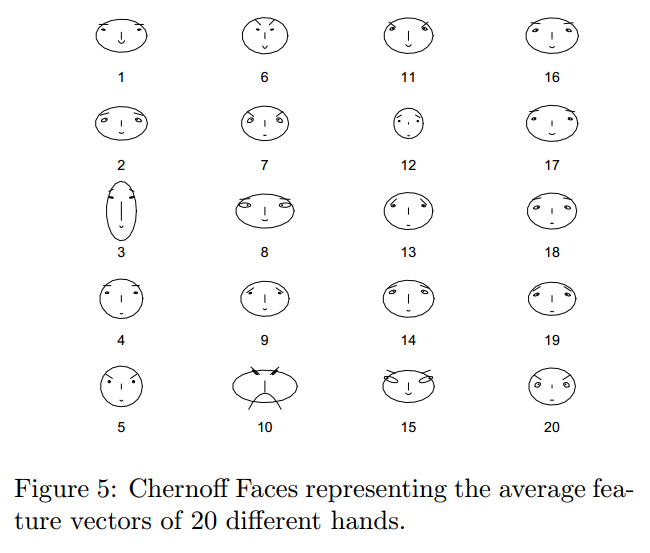 1 6 11 16
2 7 12 17
3 8 13 18
4 9 14 19
5 10 15 20
Figure 5: Chernoff Faces representing the average fea-
ture vectors of 20 different hands.